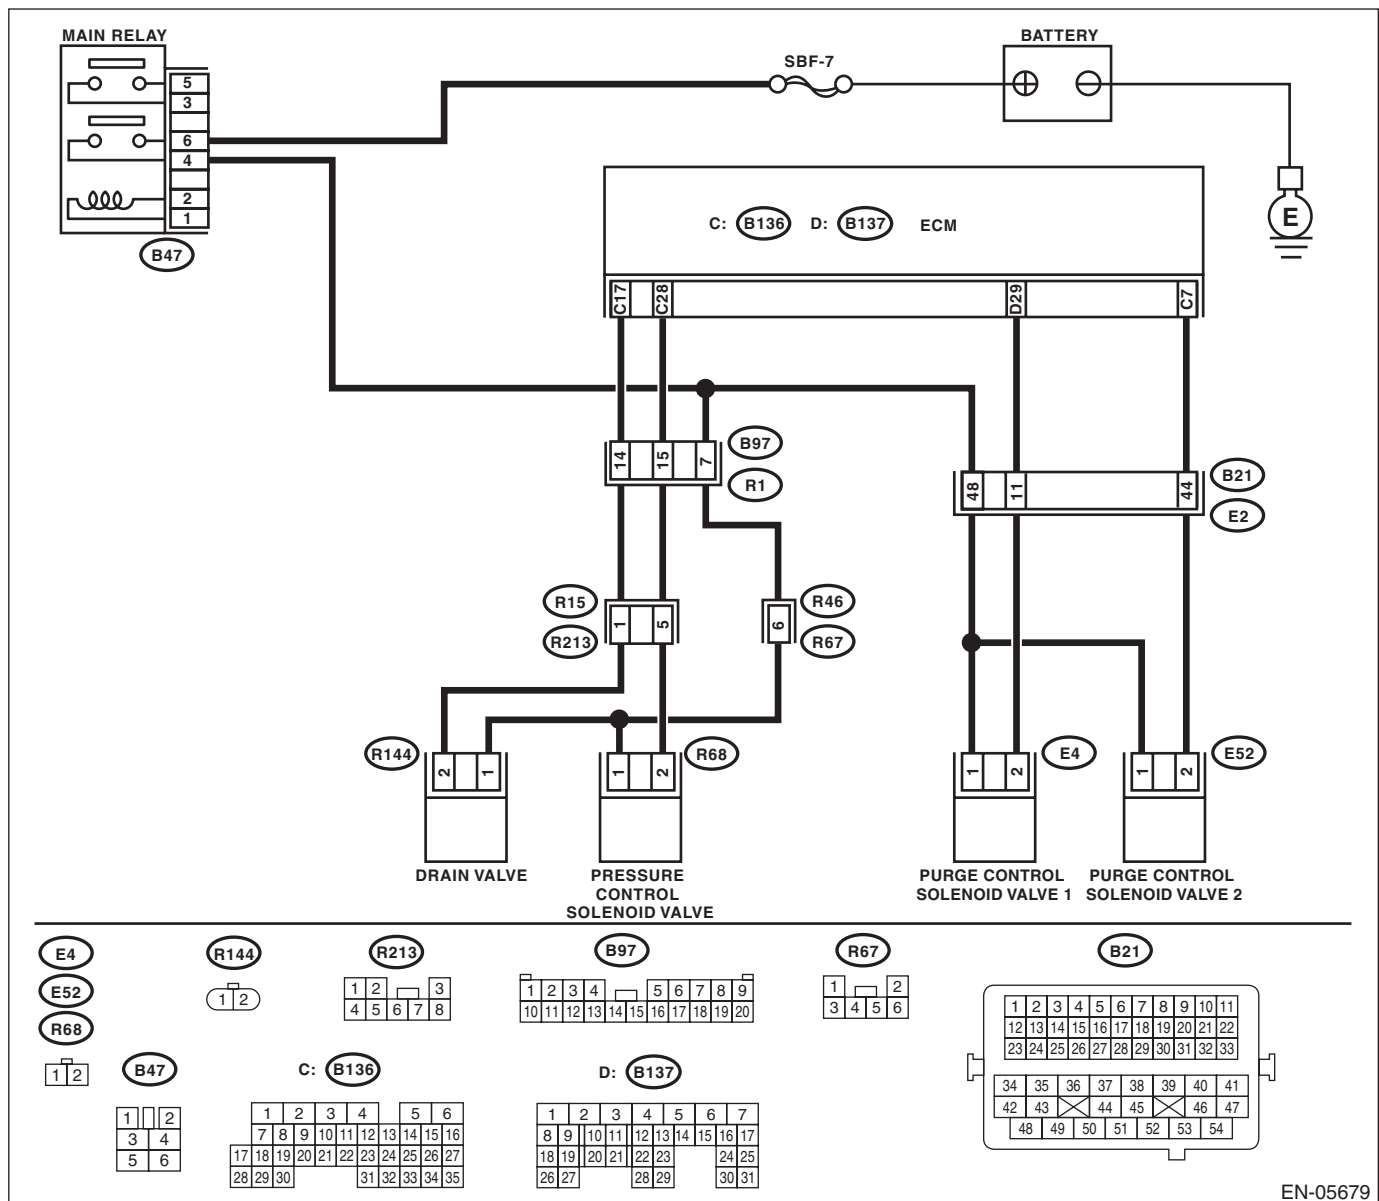 MAIN RELAY
BATTERY
SBF-7
5
3
6
4
2
1
B47
E
C: B136 D: B137 ECM
C17 C28 D29 C7
14 15 7
B97
R1
48 11 44
B21
E2
R15
R213
1 5
6
R46
R67
R144
2 1
1 2
R68
1 2
E4
1 2
E52
DRAIN VALVE
PRESSURE
CONTROL
SOLENOID VALVE
PURGE CONTROL
SOLENOID VALVE 1
PURGE CONTROL
SOLENOID VALVE 2
E4
E52
R68
1 2
R144
1 2
R213
1 2 3
4 5 6 7 8
B97
1 2 3 4 5 6 7 8 9
10 11 12 13 14 15 16 17 18 19 20
R67
1 2
3 4 5 6
B21
1 2 3 4 5 6 7 8 9 10 11
12 13 14 15 16 17 18 19 20 21 22
23 24 25 26 27 28 29 30 31 32 33
34 35 36 37 38 39 40 41
42 43 44 45 46 47
48 49 50 51 52 53 54
B47
1 2
3 4
5 6
C: B136
1 2 3 4 5 6
7 8 9 10 11 12 13 14 15 16
17 18 19 20 21 22 23 24 25 26 27
28 29 30 31 32 33 34 35
D: B137
1 2 3 4 5 6 7
8 9 10 11 12 13 14 15 16 17
18 19 20 21 22 23 24 25
26 27 28 29 30 31
EN-05679